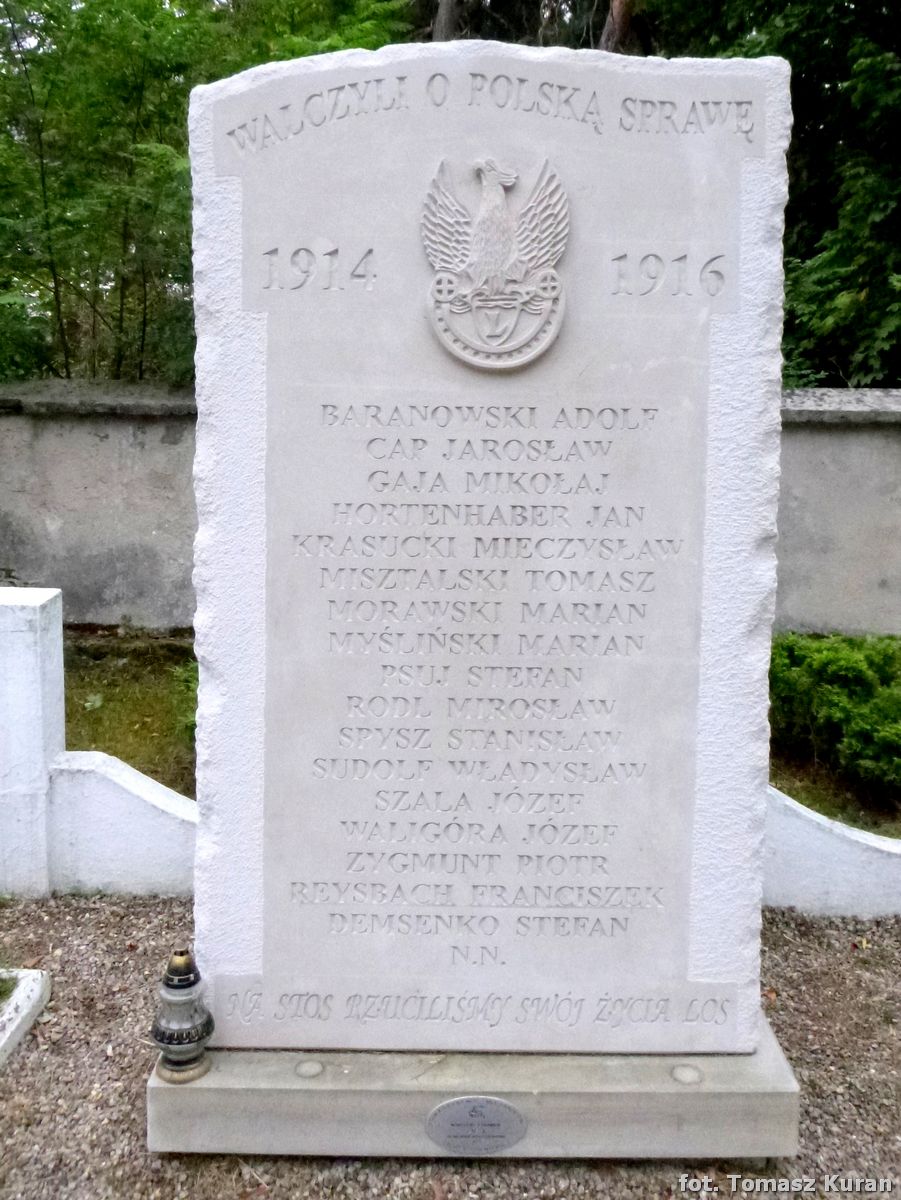 WALCZYLI O POLSKĄ SPRAWĘ
1914 1916
L
BARANOWSKI ADOLF
CAP JAROSŁAW
GAJA MIKOŁAJ
HORTENHABER JAN
KRASUCKI MIECZYSŁAW
MISZTALSKI TOMASZ
MORAWSKI MARIAN
MYŚLIŃSKI MARIAN
PSUJ STEFAN
RODL MIROSŁAW
SPYSZ STANISŁAW
SUDOLF WŁADYSŁAW
SZALA JÓZEF
WALIGÓRA JÓZEF
ZYGMUNT PIOTR
REYSBACH FRANCISZEK
DEMSENKO STEFAN
N.N.
NA STOS RZUCILIŚMY SWÓJ ŻYCIA LOS
fot. Tomasz Kuran